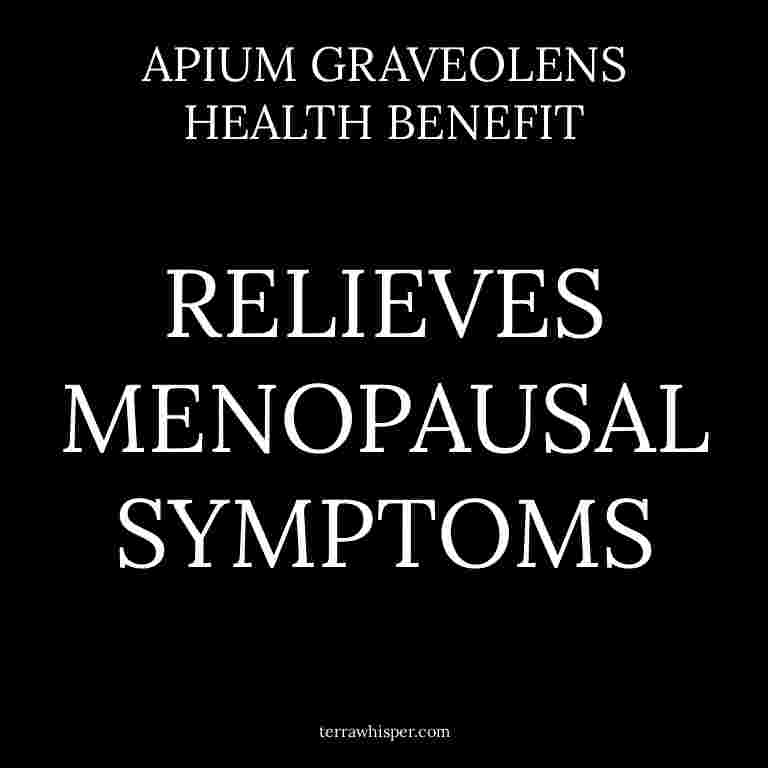 APIUM GRAVEOLENS
HEALTH BENEFIT
RELIEVES
MENOPAUSAL
SYMPTOMS
terrawhisper.com